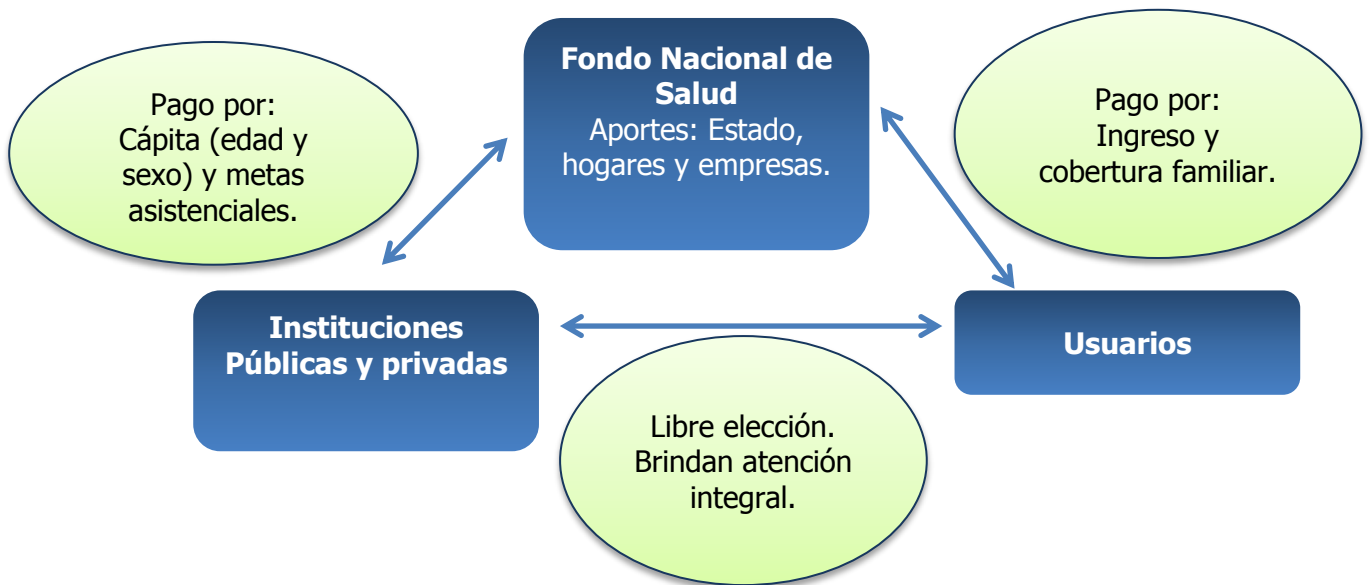 Fondo Nacional de
Salud
Aportes: Estado,
hogares y empresas.
Pago por:
Cápita (edad y
sexo) y metas
asistenciales.
Pago por:
Ingreso y
cobertura familiar.
Instituciones
Públicas y privadas
Usuarios
Libre elección.
Brindan atención
integral.